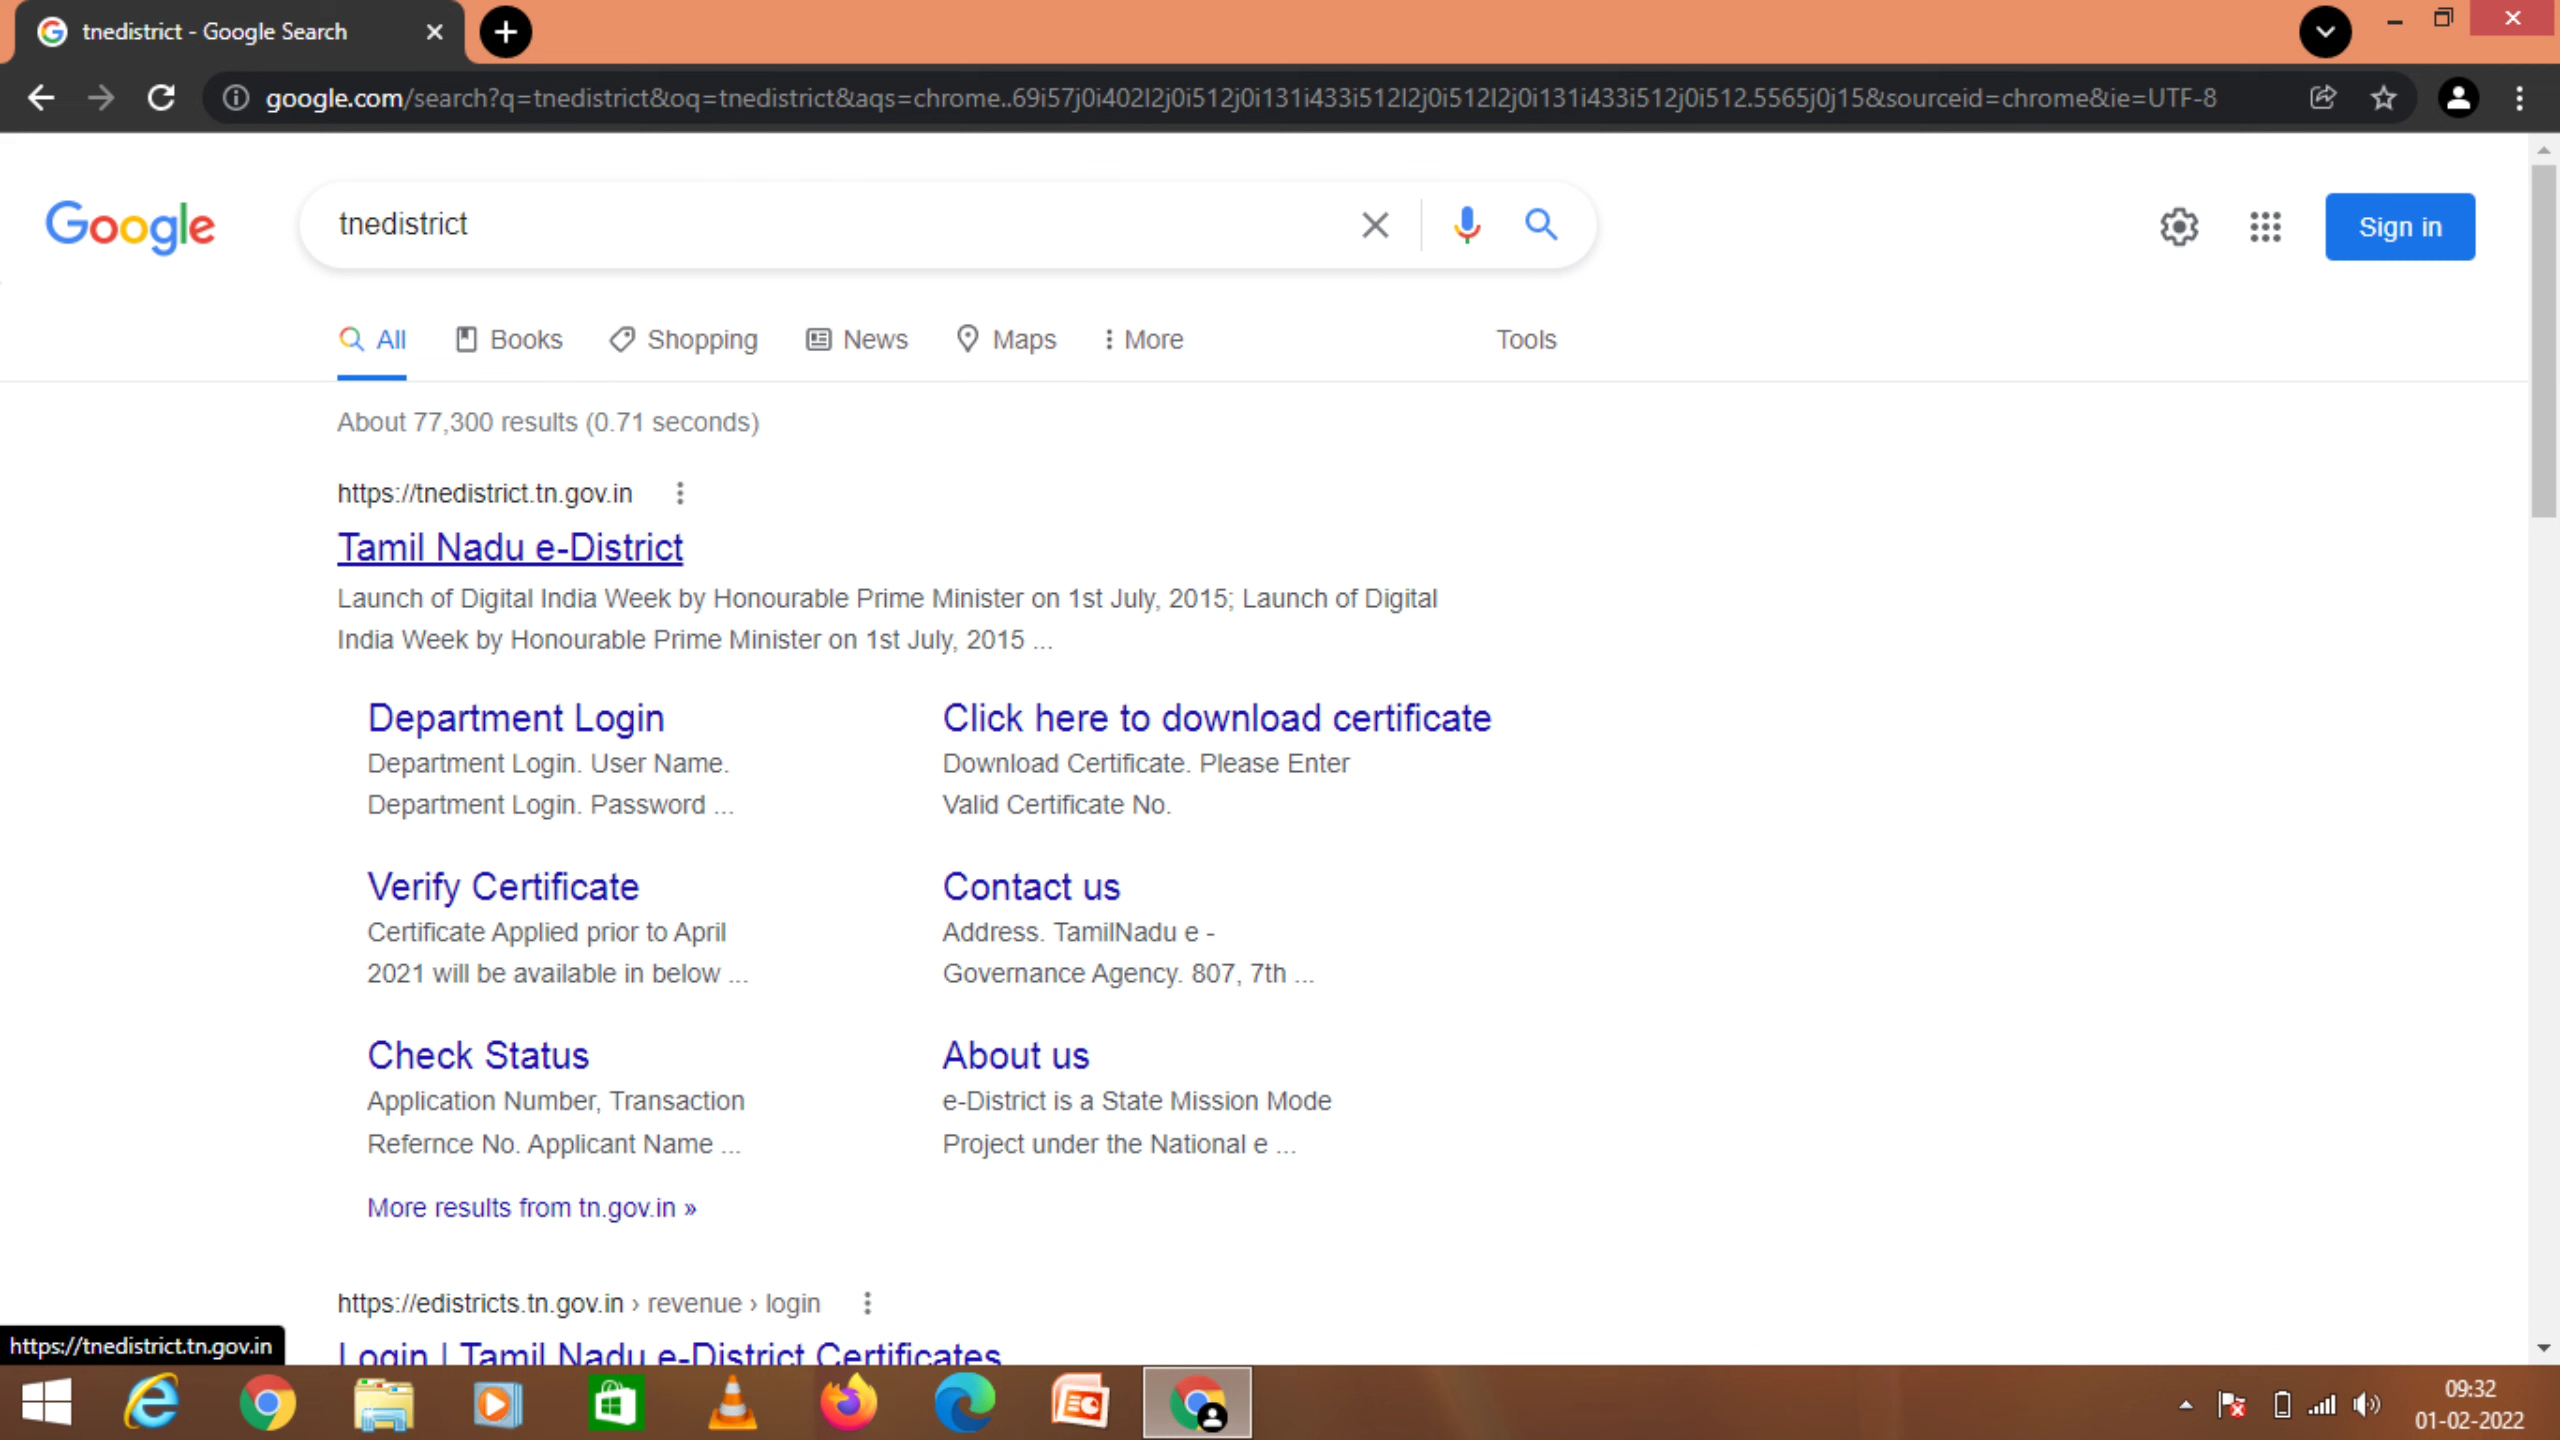 tnedistrict - Google Search
google.com/search?q=tnedistrict&oq=tnedistrict&aqs=chrome..69i57j0i402l2j0i512j0i131i433i512l2j0i512l2j0i131i433i512j0i512.5565j0j15&sourceid=chrome&ie=UTF-8
Google
tnedistrict
Sign in
All Books Shopping News Maps More Tools
About 77,300 results (0.71 seconds)
https://tnedistrict.tn.gov.in
Tamil Nadu e-District
Launch of Digital India Week by Honourable Prime Minister on 1st July, 2015; Launch of Digital
India Week by Honourable Prime Minister on 1st July, 2015 ...
Department Login
Department Login. User Name.
Department Login. Password ...
Click here to download certificate
Download Certificate. Please Enter
Valid Certificate No.
Verify Certificate
Certificate Applied prior to April
2021 will be available in below ...
Contact us
Address. TamilNadu e -
Governance Agency. 807, 7th ...
Check Status
Application Number, Transaction
Refernce No. Applicant Name ...
About us
e-District is a State Mission Mode
Project under the National e ...
More results from tn.gov.in »
https://edistricts.tn.gov.in › revenue › login
Login | Tamil Nadu e-District Certificates
https://tnedistrict.tn.gov.in
09:32
01-02-2022